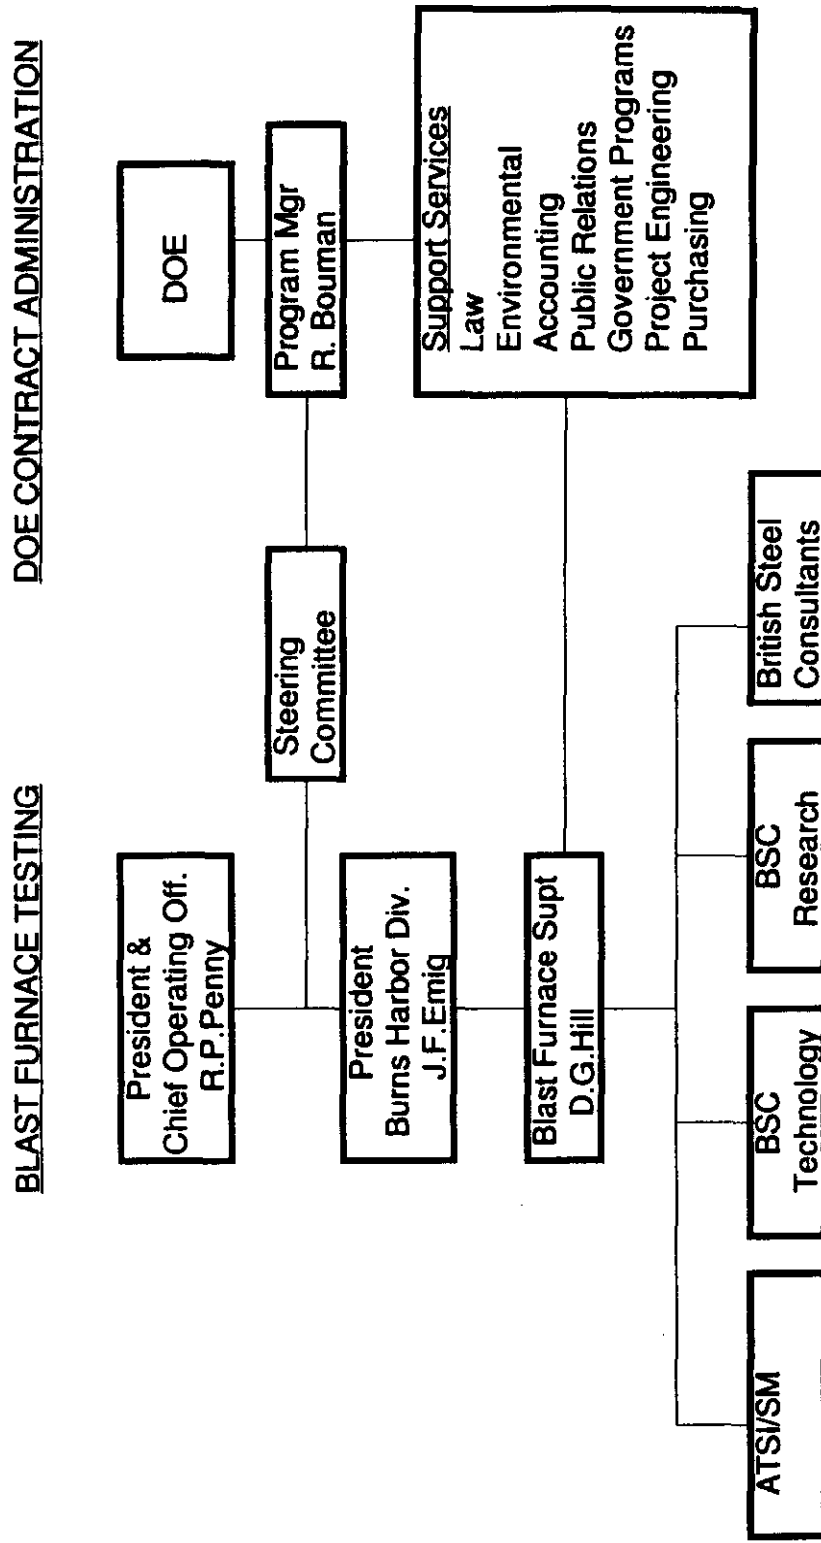 BLAST FURNACE TESTING
DOE CONTRACT ADMINISTRATION
President &
Chief Operating Off.
R.P.Penny
DOE
Steering
Committee
Program Mgr
R. Bouman
President
Burns Harbor Div.
J.F.Emig
Support Services
Law
Environmental
Accounting
Public Relations
Government Programs
Project Engineering
Purchasing
Blast Furnace Supt
D.G.Hill
ATSI/SM
BSC
Technology
BSC
Research
British Steel
Consultants